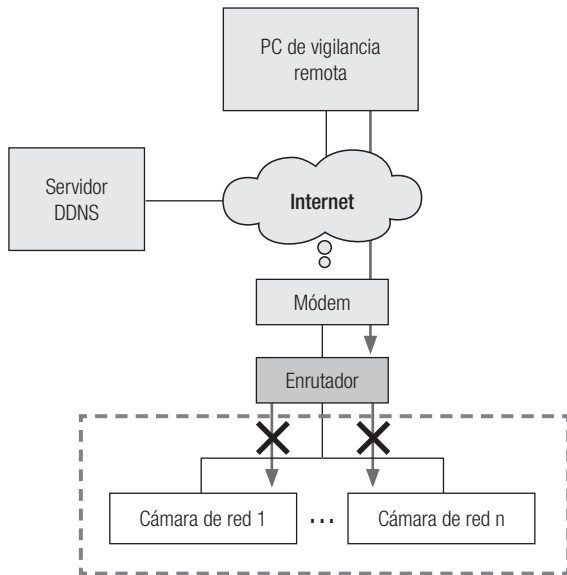 PC de vigilancia
remota
Servidor
DDNS
Internet
Módem
Enrutador
Cámara de red 1
...
Cámara de red n